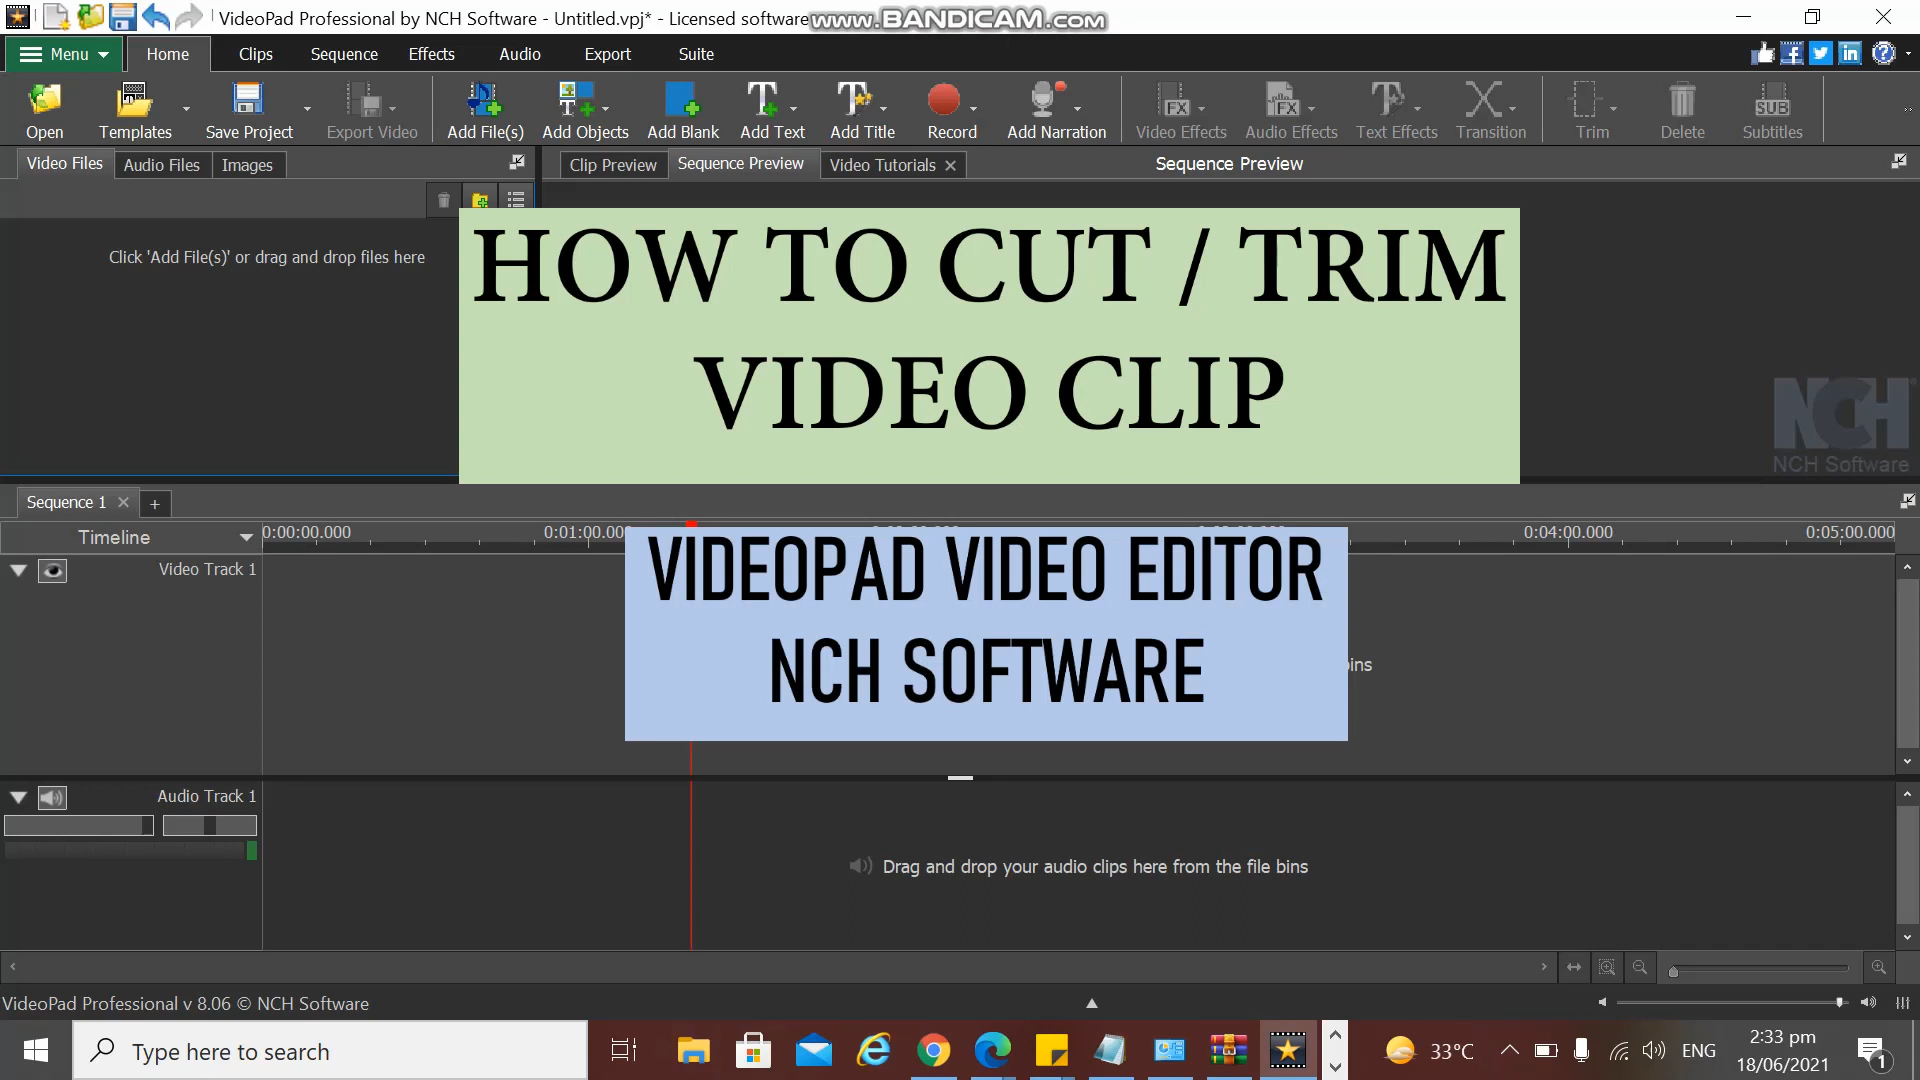 VideoPad Professional by NCH Software - Untitled.vpj* - Licensed software
www.BANDICAM.com
Menu Home Clips Sequence Effects Audio Export Suite
Open Templates Save Project Export Video Add File(s) Add Objects Add Blank Add Text Add Title Record Add Narration Video Effects Audio Effects Text Effects Transition Trim Delete Subtitles
Video Files Audio Files Images
Clip Preview Sequence Preview Video Tutorials Sequence Preview
Click 'Add File(s)' or drag and drop files here
HOW TO CUT / TRIM
VIDEO CLIP
NCH
NCH Software
Sequence 1
Timeline 0:00:00.000 0:01:00.000 0:04:00.000 0:05:00.000
Video Track 1
VIDEOPAD VIDEO EDITOR
NCH SOFTWARE
bins
Audio Track 1
Drag and drop your audio clips here from the file bins
VideoPad Professional v 8.06 © NCH Software
Type here to search
33°C
ENG
2:33 pm
18/06/2021
1